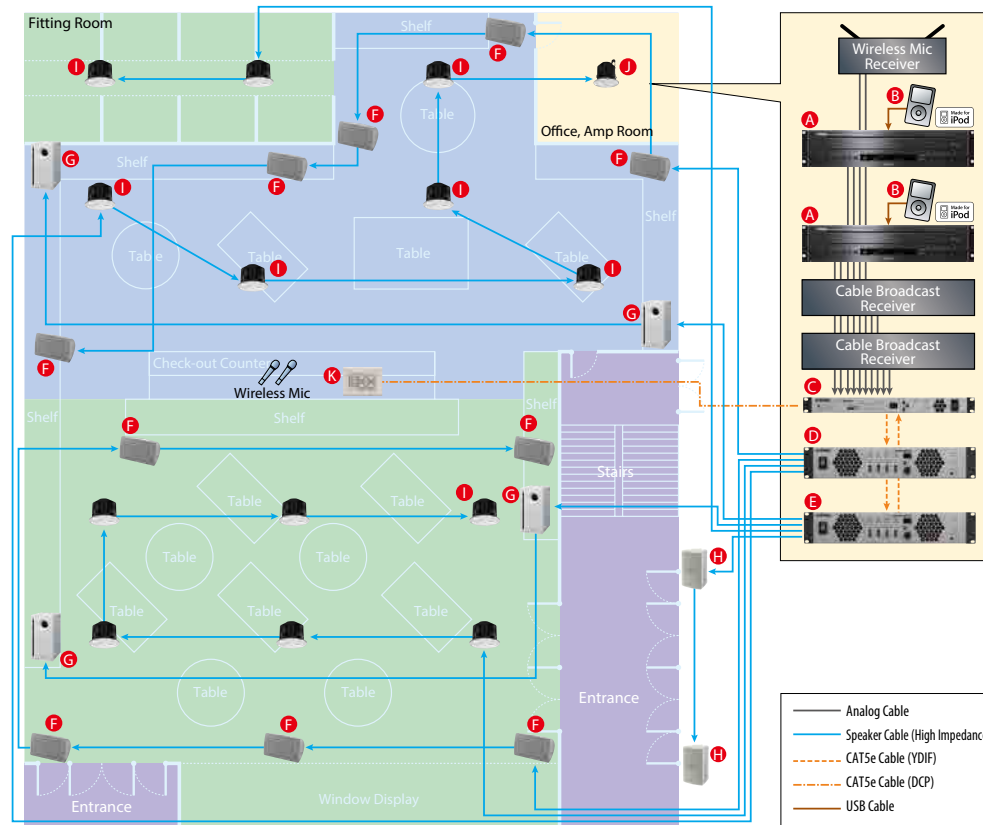 Fitting Room
Shelf
F
I
I
J
Table
F
Office, Amp Room
G
Shelf
F
F
I
I
Shelf
Table
Table
Table
I
I
G
F
Check-out Counter
Wireless Mic
K
Shelf
Shelf
Shelf
F
F
Stairs
Table
Table
I
G
Table
Table
H
Table
Table
Table
G
Table
Table
Entrance
F
F
F
H
Entrance
Window Display
Wireless Mic
Receiver
B
Made for
iPod
A
B
Made for
iPod
A
Cable Broadcast
Receiver
Cable Broadcast
Receiver
C
D
E
Analog Cable
Speaker Cable (High Impedance
CAT5e Cable (YDIF)
CAT5e Cable (DCP)
USB Cable